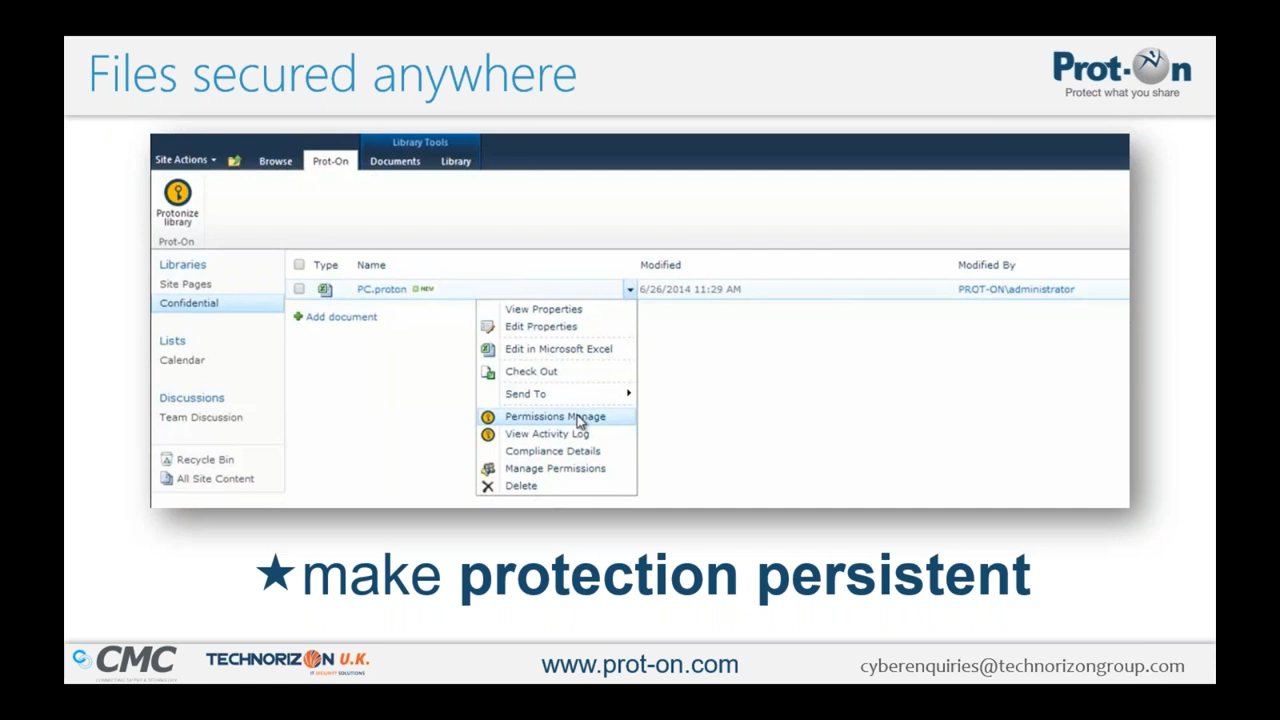 Files secured anywhere
Prot-On
Protect what you share
Library Tools
Site Actions Browse Prot-On Documents Library
Protonize
library
Prot-On
Libraries
Site Pages
Confidential
Lists
Calendar
Discussions
Team Discussion
Recycle Bin
All Site Content
Type Name Modified Modified By
PC.proton NEW 6/26/2014 11:29 AM PROT-ON\administrator
Add document
View Properties
Edit Properties
Edit in Microsoft Excel
Check Out
Send To
Permissions Manage
View Activity Log
Compliance Details
Manage Permissions
Delete
★make protection persistent
CMC
TECHNORIZON U.K.
IT SECURITY SOLUTIONS
www.prot-on.com
cyberenquiries@technorizongroup.com